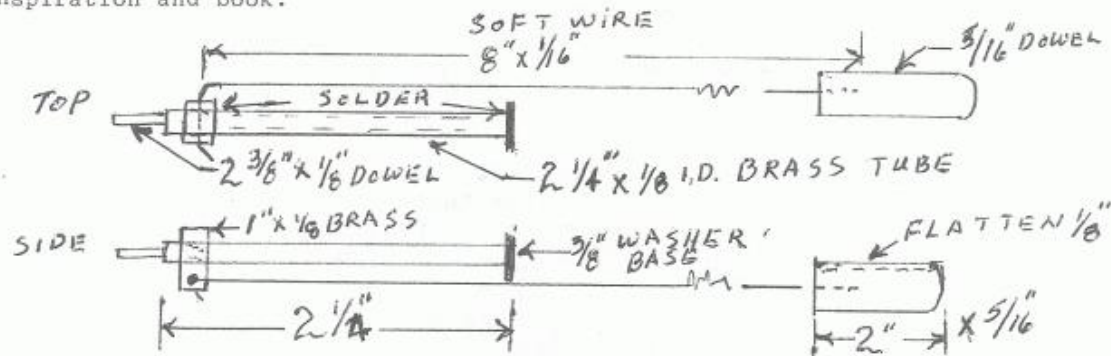 nspiration and book.
SOFT WIRE
8" x 1/16"
5/16" DOWEL
TOP
SOLDER
2 3/8" x 1/8" DOWEL
2 1/4" x 1/8 I.D. BRASS TUBE
1" x 1/8 BRASS
SIDE
3/8" WASHER
BASE
FLATTEN 1/8"
2 1/4"
2"
x 5/16"